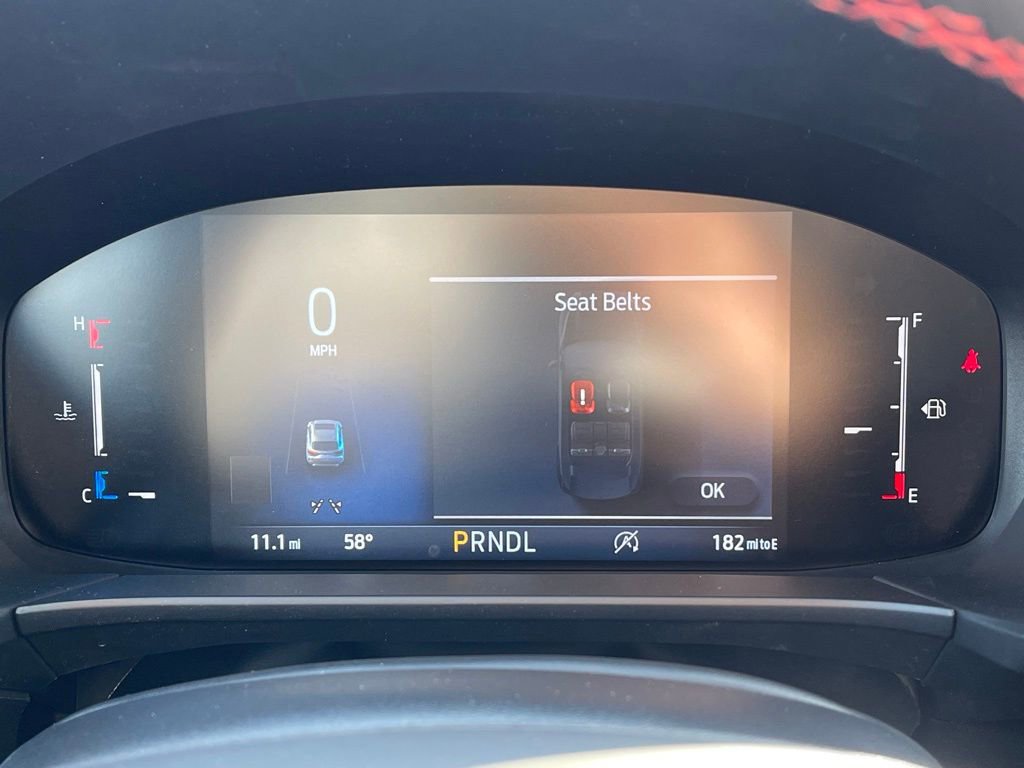 0
MPH
Seat Belts
H
C
F
E
OK
11.1 mi 58° PRNDL A 182 mi to E